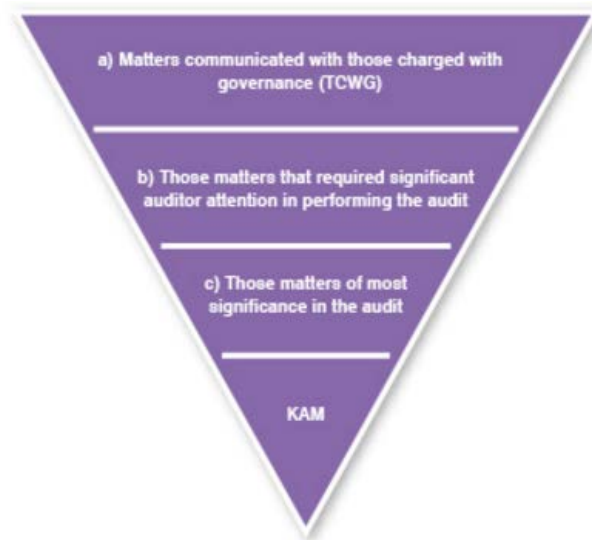 a) Matters communicated with those charged with
governance (TCWG)
b) Those matters that required significant
auditor attention in performing the audit
c) Those matters of most
significance in the audit
KAM